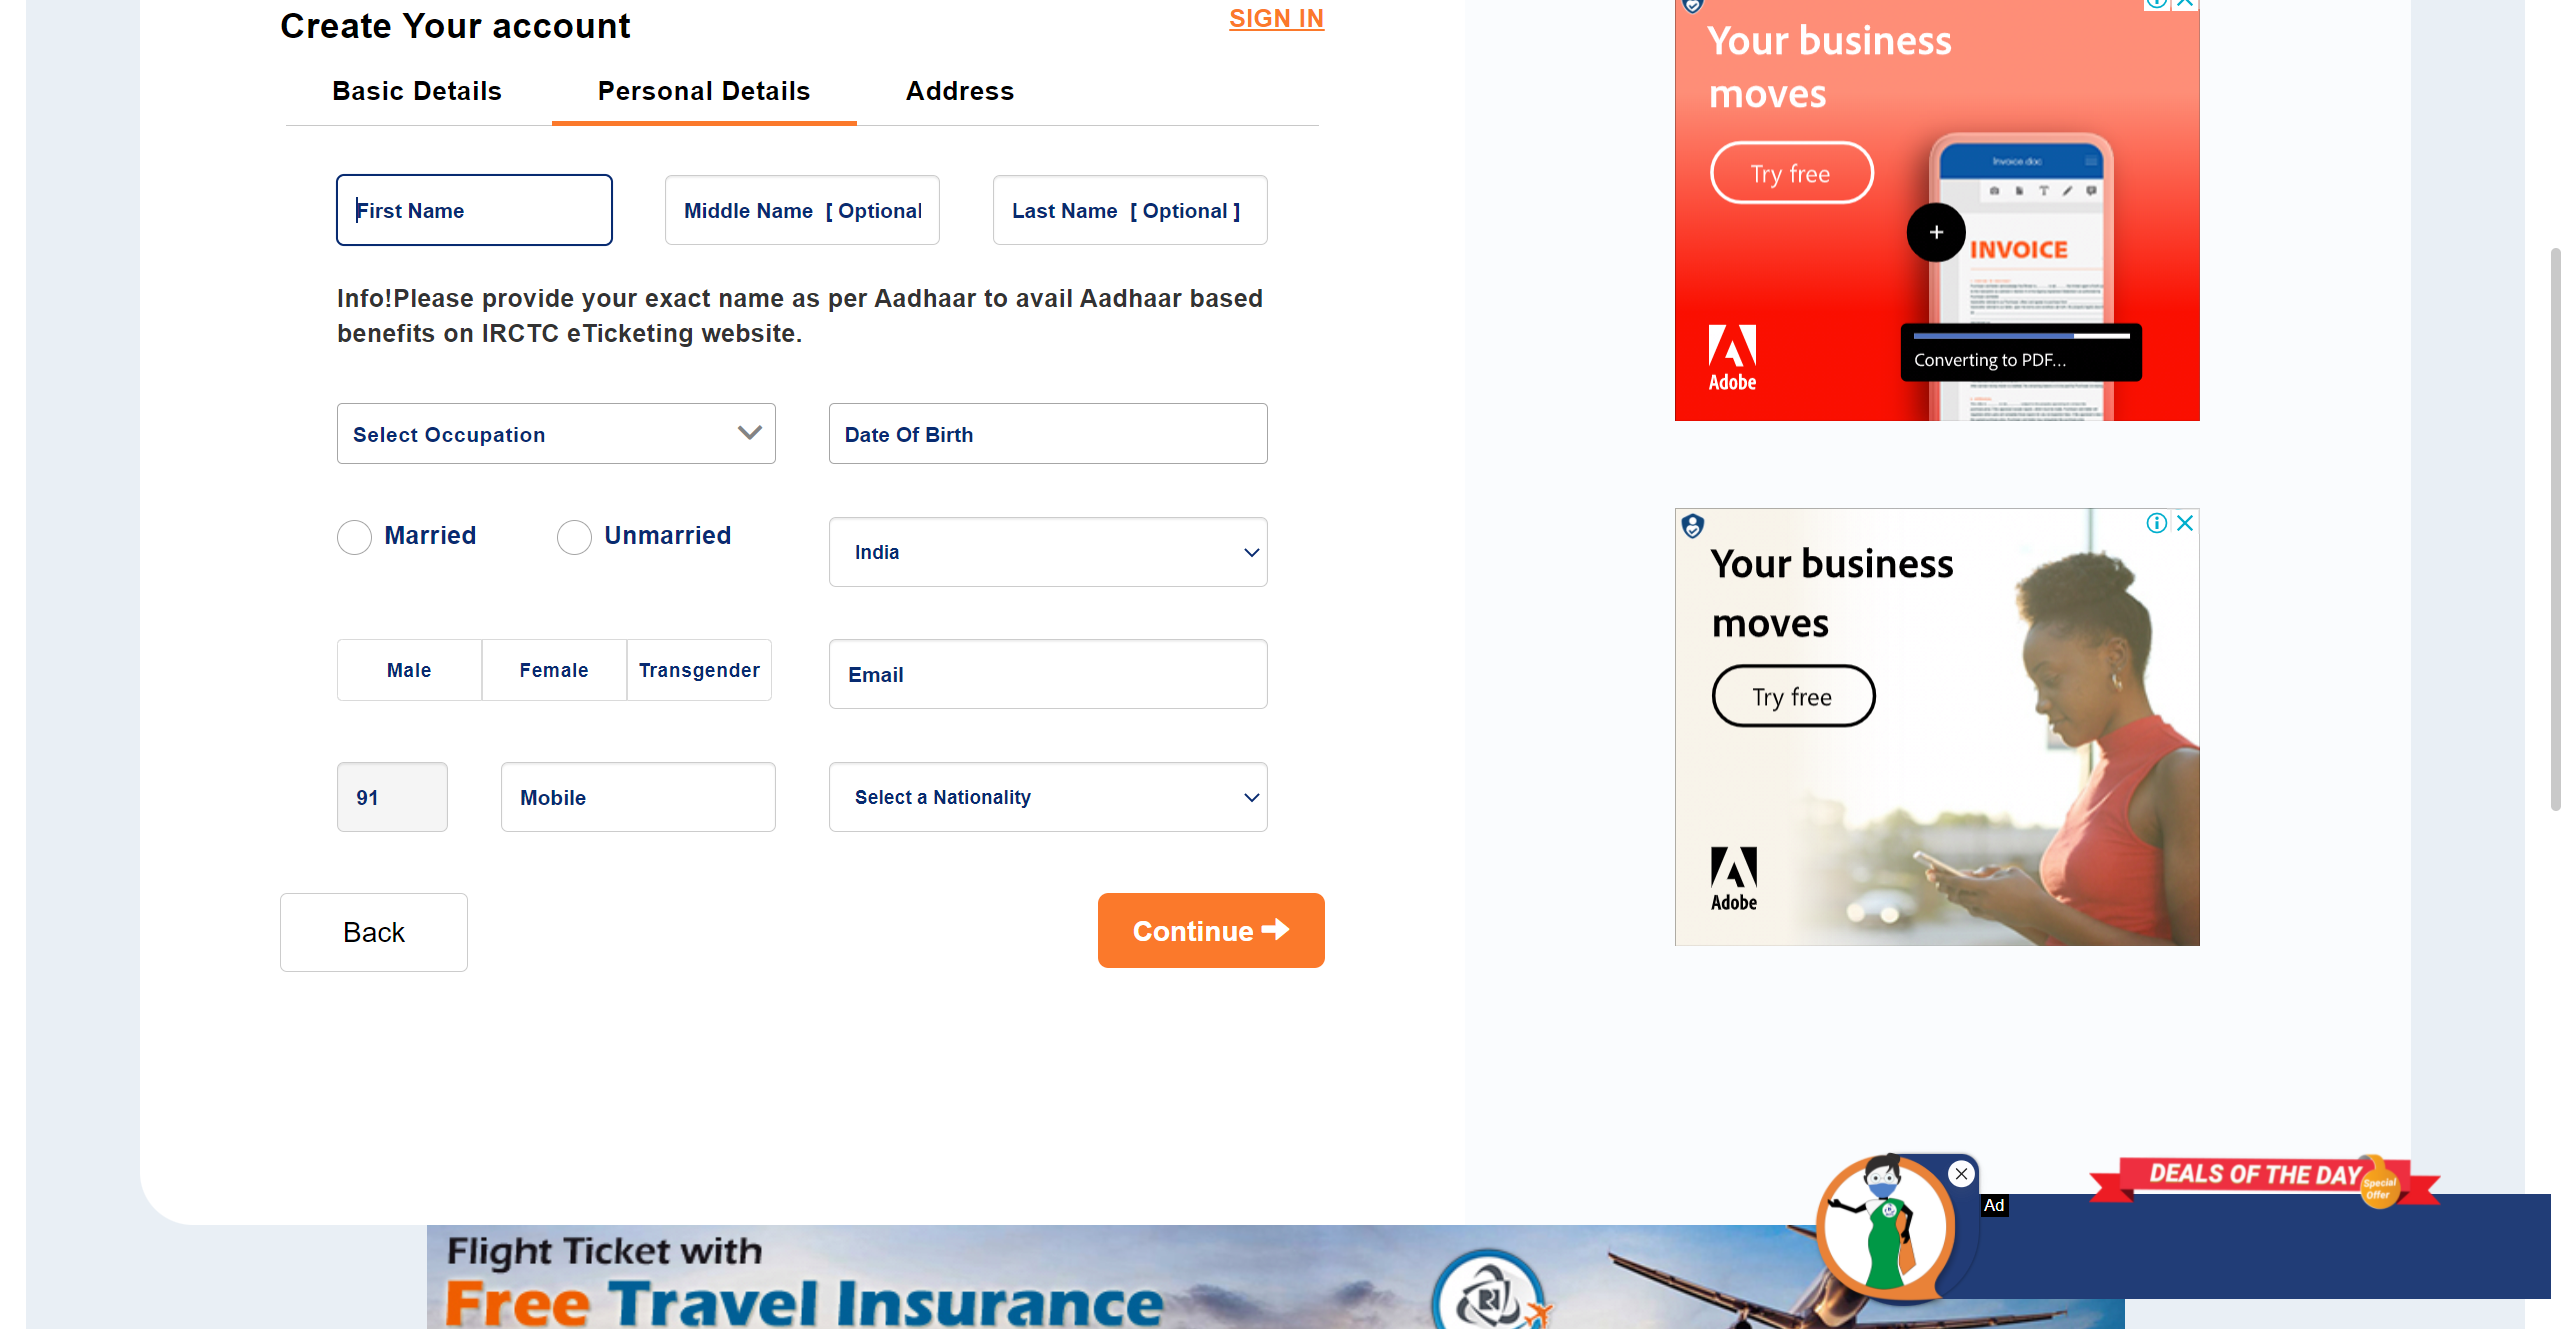 Create Your account
SIGN IN
Basic Details
Personal Details
Address
First Name
Middle Name [ Optional
Last Name [ Optional ]
Info!Please provide your exact name as per Aadhaar to avail Aadhaar based
benefits on IRCTC eTicketing website.
Select Occupation
Date Of Birth
Married
Unmarried
India
Male
Female
Transgender
Email
91
Mobile
Select a Nationality
Back
Continue
Your business
moves
Try free
Invoice doc
INVOICE
Converting to PDF...
Adobe
Your business
moves
Try free
Adobe
DEALS OF THE DAY
Special
Offer
Ad
Flight Ticket with
Free Travel Insurance